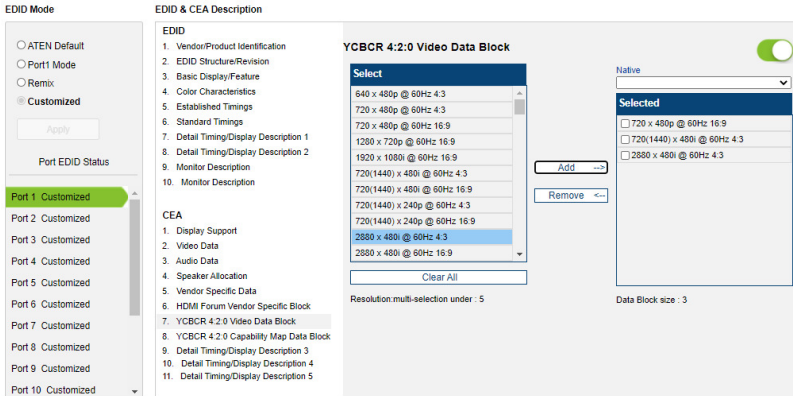 EDID Mode
EDID & CEA Description
ATEN Default
Port1 Mode
Remix
Customized
Apply
Port EDID Status
Port 1 Customized
Port 2 Customized
Port 3 Customized
Port 4 Customized
Port 5 Customized
Port 6 Customized
Port 7 Customized
Port 8 Customized
Port 9 Customized
Port 10 Customized
EDID
1. Vendor/Product Identification
2. EDID Structure/Revision
3. Basic Display/Feature
4. Color Characteristics
5. Established Timings
6. Standard Timings
7. Detail Timing/Display Description 1
8. Detail Timing/Display Description 2
9. Monitor Description
10. Monitor Description
CEA
1. Display Support
2. Video Data
3. Audio Data
4. Speaker Allocation
5. Vendor Specific Data
6. HDMI Forum Vendor Specific Block
7. YCBCR 4:2:0 Video Data Block
8. YCBCR 4:2:0 Capability Map Data Block
9. Detail Timing/Display Description 3
10. Detail Timing/Display Description 4
11. Detail Timing/Display Description 5
YCBCR 4:2:0 Video Data Block
Select
640 x 480p @ 60Hz 4:3
720 x 480p @ 60Hz 4:3
720 x 480p @ 60Hz 16:9
1280 x 720p @ 60Hz 16:9
1920 x 1080i @ 60Hz 16:9
720(1440) x 480i @ 60Hz 4:3
720(1440) x 480i @ 60Hz 16:9
720(1440) x 240p @ 60Hz 4:3
720(1440) x 240p @ 60Hz 16:9
2880 x 480i @ 60Hz 4:3
2880 x 480i @ 60Hz 16:9
Clear All
Resolution:multi-selection under : 5
Add -->
Remove <--
Native
Selected
720 x 480p @ 60Hz 16:9
720(1440) x 480i @ 60Hz 4:3
2880 x 480i @ 60Hz 4:3
Data Block size : 3